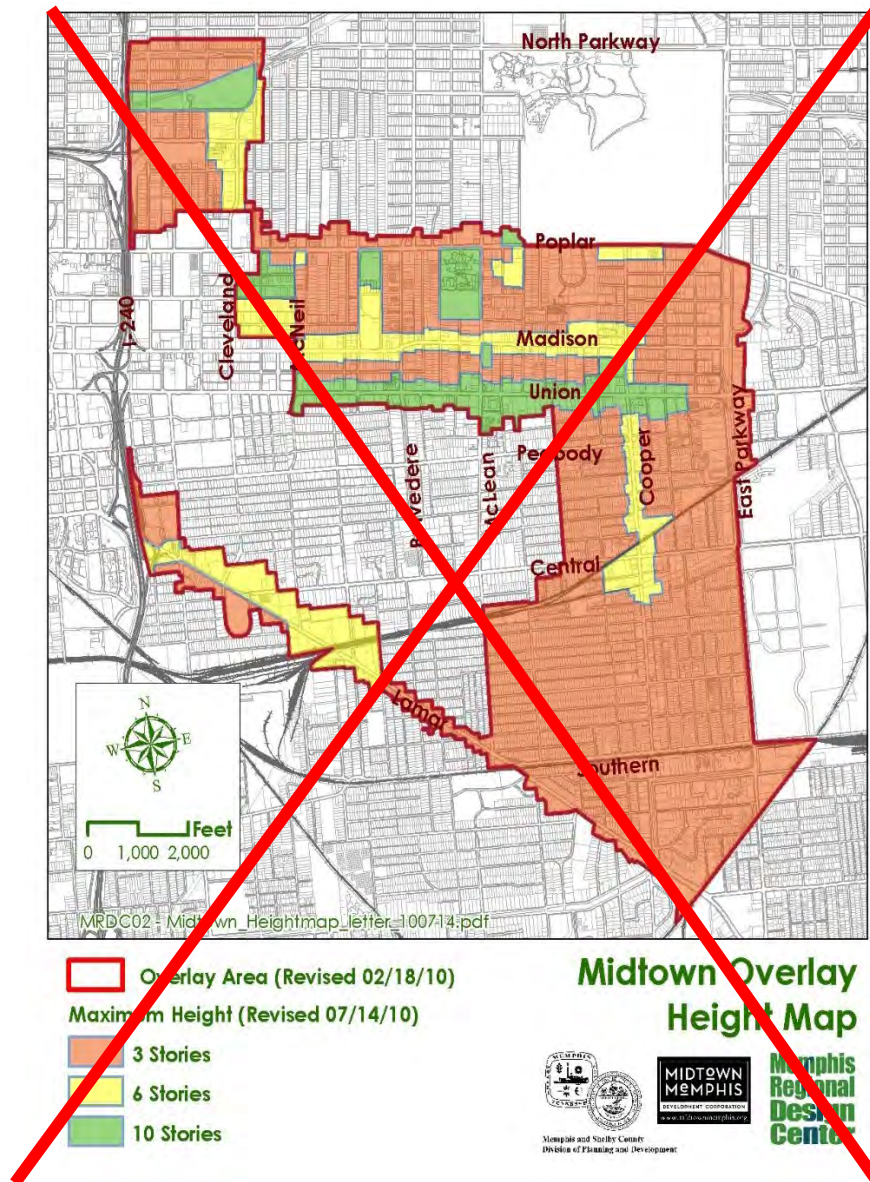 North Parkway
Poplar
I-240
Cleveland
McNeil
Madison
Union
Belvedere
McLean
Peabody
Cooper
East Parkway
Central
Lamar
Southern
N
W E
S
Feet
0 1,000 2,000
MRDC02 - Midtown_Heightmap_letter_100714.pdf
Overlay Area (Revised 02/18/10)
Maximum Height (Revised 07/14/10)
3 Stories
6 Stories
10 Stories
Midtown Overlay
Height Map
Memphis and Shelby County
Division of Planning and Development
MIDTOWN
MEMPHIS
DEVELOPMENT CORPORATION
www.midtownmemphis.org
Memphis
Regional
Design
Center